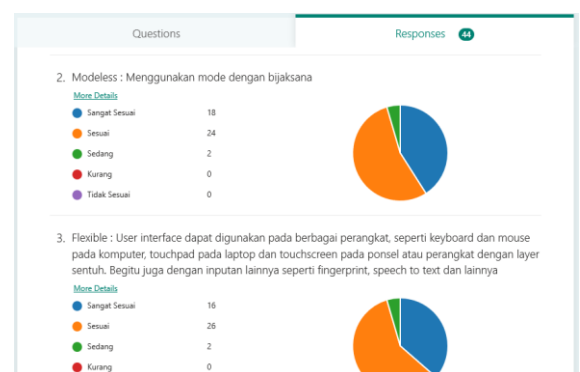 Questions
Responses 44
2. Modeless : Menggunakan mode dengan bijaksana
More Details
Sangat Sesuai 18
Sesuai 24
Sedang 2
Kurang 0
Tidak Sesuai 0
3. Flexible : User interface dapat digunakan pada berbagai perangkat, seperti keyboard dan mouse
pada komputer, touchpad pada laptop dan touchscreen pada ponsel atau perangkat dengan layer
sentuh. Begitu juga dengan inputan lainnya seperti fingerprint, speech to text dan lainnya
More Details
Sangat Sesuai 16
Sesuai 26
Sedang 2
Kurang 0